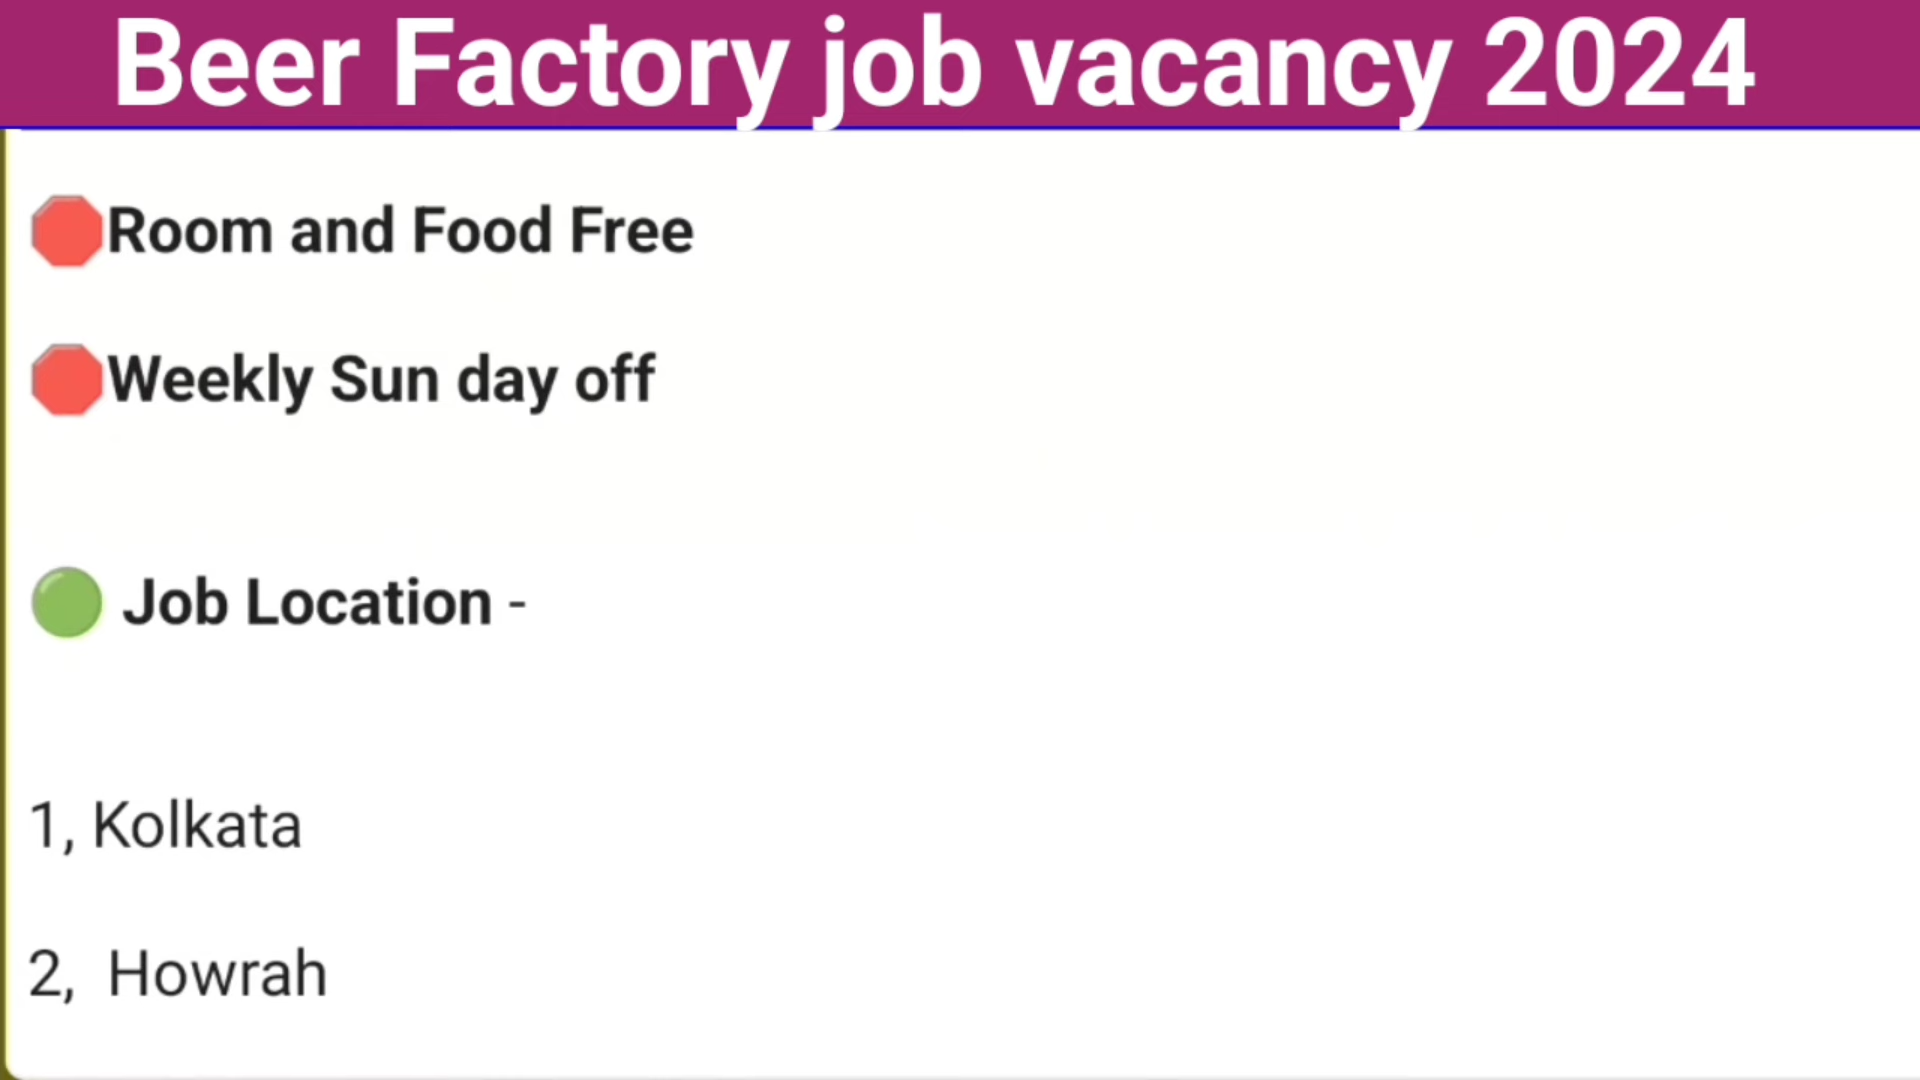 Beer Factory job vacancy 2024
🛑Room and Food Free
🛑Weekly Sun day off
🟢 Job Location -
1, Kolkata
2, Howrah